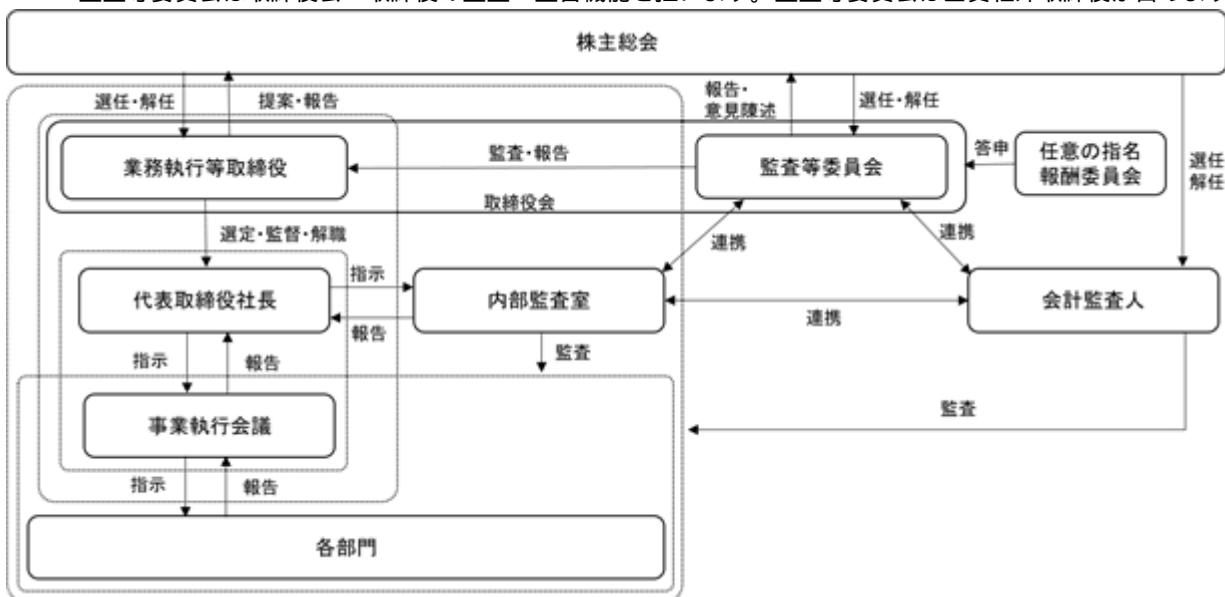 株主総会
選任・解任
提案・報告
報告・
意見陳述
選任・解任
選任
解任
業務執行等取締役
監査・報告
監査等委員会
答申
任意の指名
報酬委員会
取締役会
選定・監督・解職
連携
連携
代表取締役社長
指示
報告
内部監査室
連携
会計監査人
指示
報告
監査
事業執行会議
監査
指示
報告
各部門